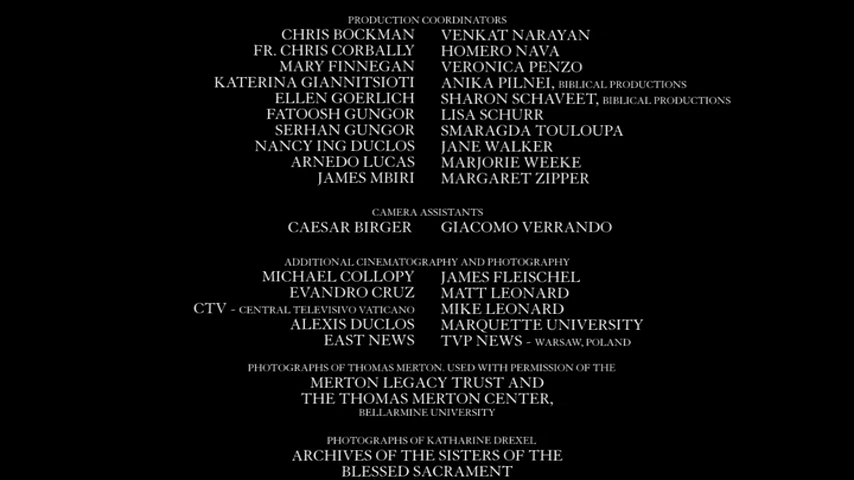 PRODUCTION COORDINATORS
CHRIS BOCKMAN VENKAT NARAYAN
FR. CHRIS CORBALLY HOMERO NAVA
MARY FINNEGAN VERONICA PENZO
KATERINA GIANNITSIOTI ANIKA PILNEI, BIBLICAL PRODUCTIONS
ELLEN GOERLICH SHARON SCHAVEET, BIBLICAL PRODUCTIONS
FATOOSH GUNGOR LISA SCHURR
SERHAN GUNGOR SMARAGDA TOULOUPA
NANCY ING DUCLOS JANE WALKER
ARNEDO LUCAS MARJORIE WEEKE
JAMES MBIRI MARGARET ZIPPER
CAMERA ASSISTANTS
CAESAR BIRGER GIACOMO VERRANDO
ADDITIONAL CINEMATOGRAPHY AND PHOTOGRAPHY
MICHAEL COLLOPY JAMES FLEISCHEL
EVANDRO CRUZ MATT LEONARD
CTV - CENTRAL TELEVISIVO VATICANO MIKE LEONARD
ALEXIS DUCLOS MARQUETTE UNIVERSITY
EAST NEWS TVP NEWS - WARSAW, POLAND
PHOTOGRAPHS OF THOMAS MERTON. USED WITH PERMISSION OF THE
MERTON LEGACY TRUST AND
THE THOMAS MERTON CENTER,
BELLARMINE UNIVERSITY
PHOTOGRAPHS OF KATHARINE DREXEL
ARCHIVES OF THE SISTERS OF THE
BLESSED SACRAMENT